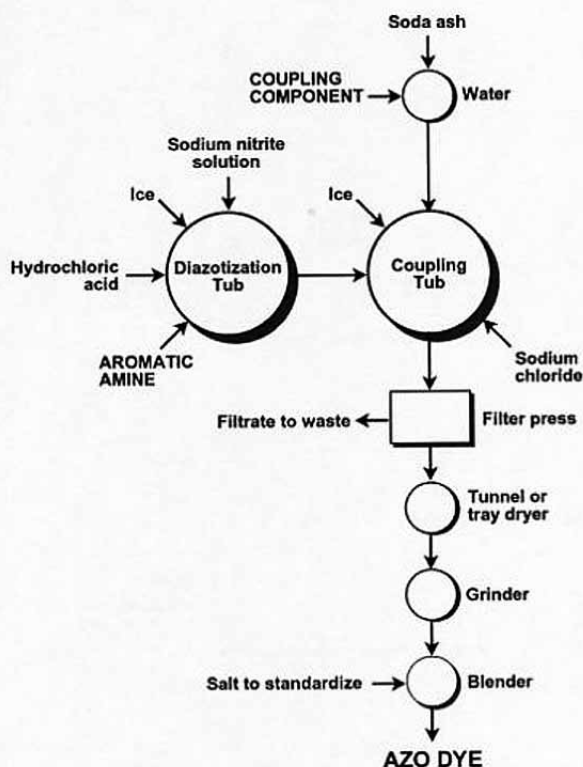 Soda ash
COUPLING
COMPONENT
Water
Sodium nitrite
solution
Ice
Ice
Hydrochloric
acid
Diazotization
Tub
Coupling
Tub
AROMATIC
AMINE
Sodium
chloride
Filtrate to waste
Filter press
Tunnel or
tray dryer
Grinder
Salt to standardize
Blender
AZO DYE